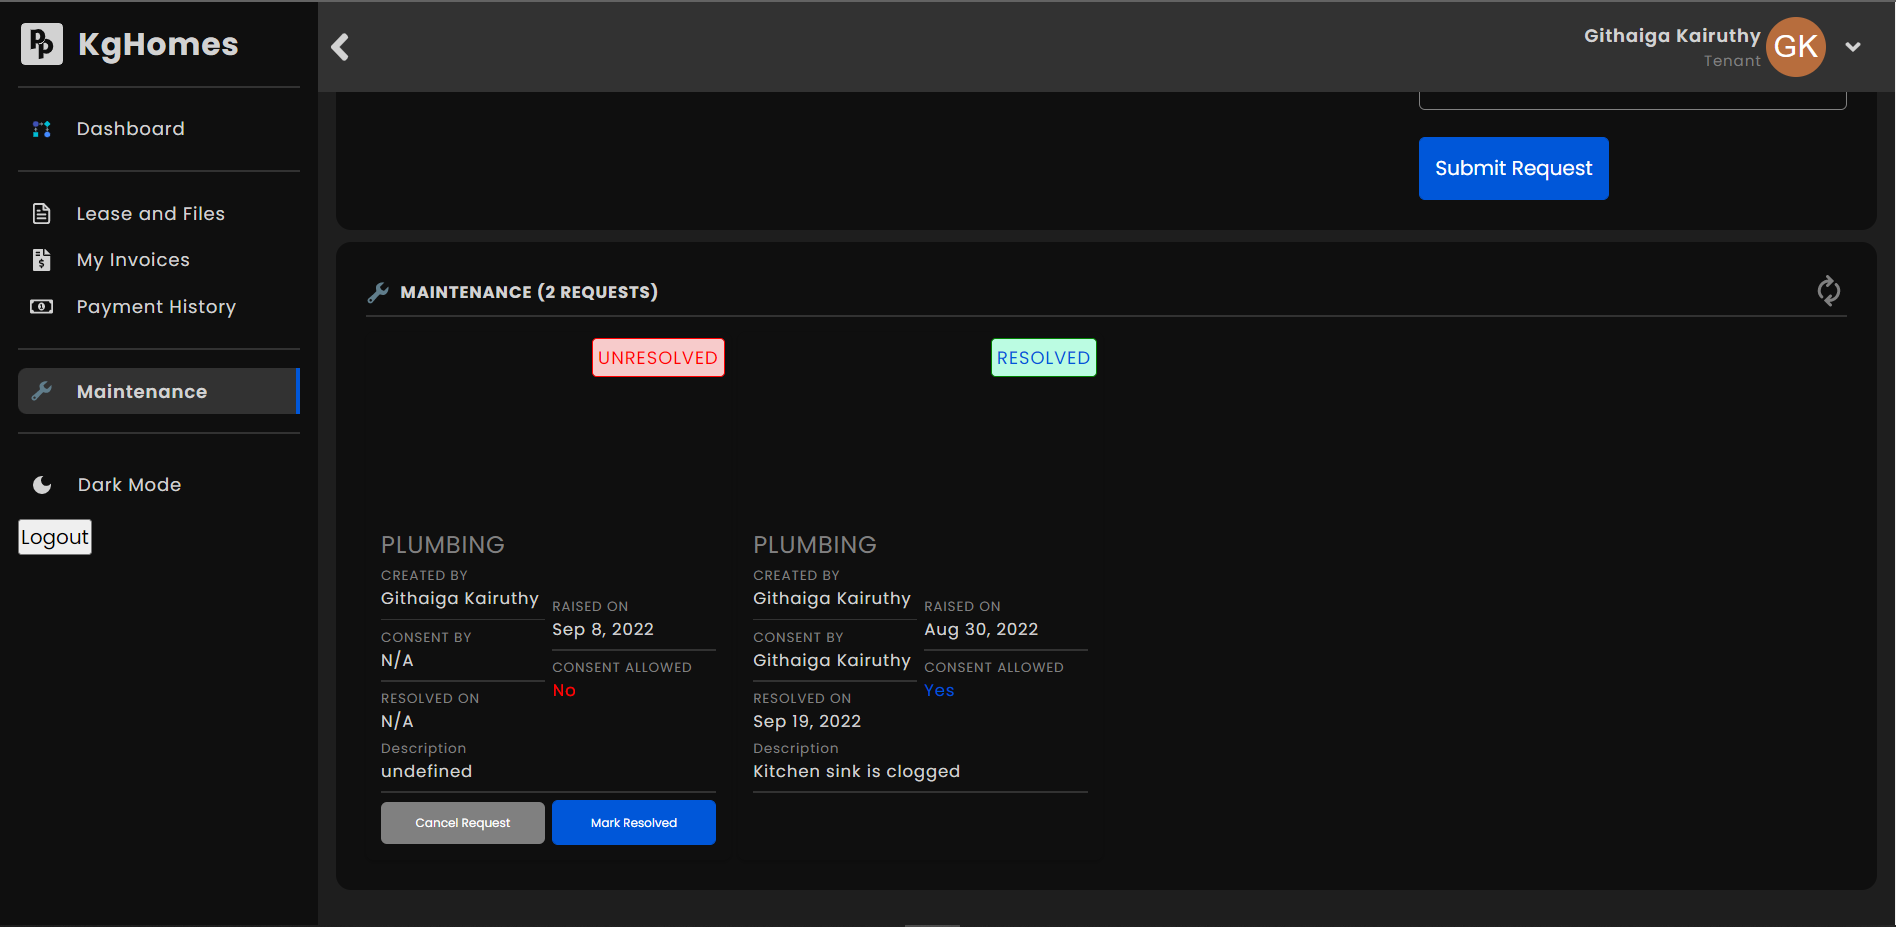 KgHomes
Dashboard
Lease and Files
My Invoices
Payment History
Maintenance
Dark Mode
Logout
Githaiga Kairuthy
Tenant
GK
Submit Request
MAINTENANCE (2 REQUESTS)
UNRESOLVED
PLUMBING
CREATED BY
Githaiga Kairuthy
RAISED ON
Sep 8, 2022
CONSENT BY
N/A
CONSENT ALLOWED
No
RESOLVED ON
N/A
Description
undefined
Cancel Request
Mark Resolved
RESOLVED
PLUMBING
CREATED BY
Githaiga Kairuthy
RAISED ON
Aug 30, 2022
CONSENT BY
Githaiga Kairuthy
CONSENT ALLOWED
Yes
RESOLVED ON
Sep 19, 2022
Description
Kitchen sink is clogged